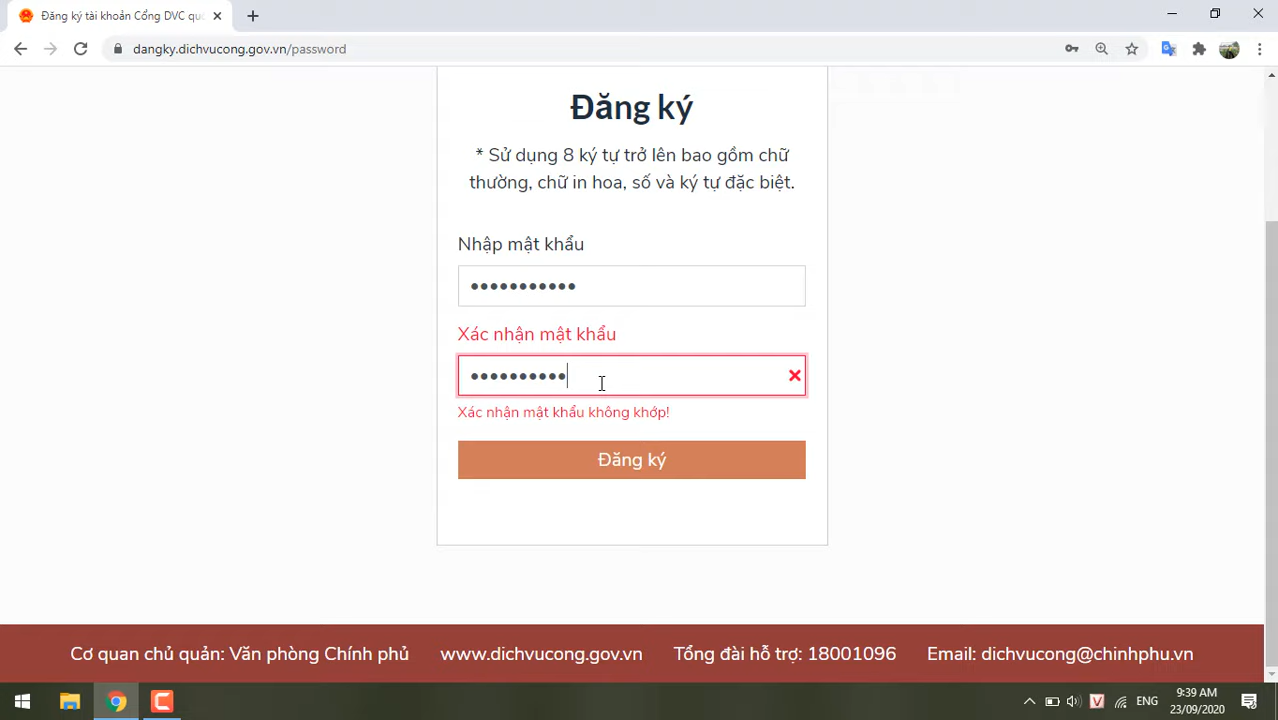 Đăng ký tài khoản Cổng DVC quố
dangky.dichvucong.gov.vn/password
Đăng ký
* Sử dụng 8 ký tự trở lên bao gồm chữ
thường, chữ in hoa, số và ký tự đặc biệt.
Nhập mật khẩu
•••••••••••
Xác nhận mật khẩu
••••••••••
Xác nhận mật khẩu không khớp!
Đăng ký
Cơ quan chủ quản: Văn phòng Chính phủ www.dichvucong.gov.vn Tổng đài hỗ trợ: 18001096 Email: dichvucong@chinhphu.vn
V ENG 9:39 AM
23/09/2020